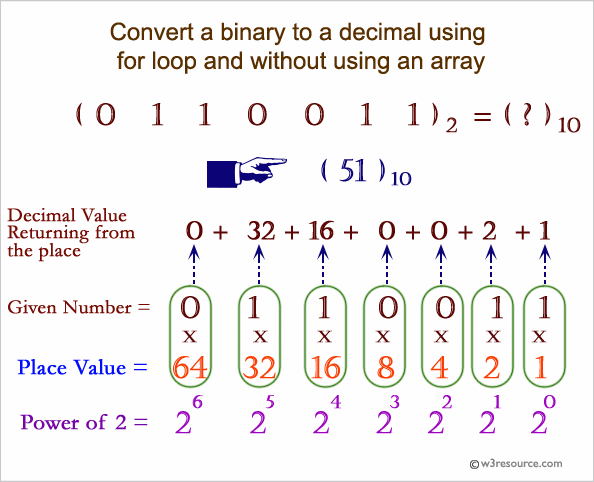 Convert a binary to a decimal using
for loop and without using an array
( 0 1 1 0 0 1 1 )2 = ( ? )10
( 51 )10
Decimal Value
Returning from
the place
0 + 32 + 16 + 0 + 0 + 2 + 1
Given Number = 0 1 1 0 0 1 1
x x x x x x x
Place Value = 64 32 16 8 4 2 1
Power of 2 = 2^6 2^5 2^4 2^3 2^2 2^1 2^0
© w3resource.com